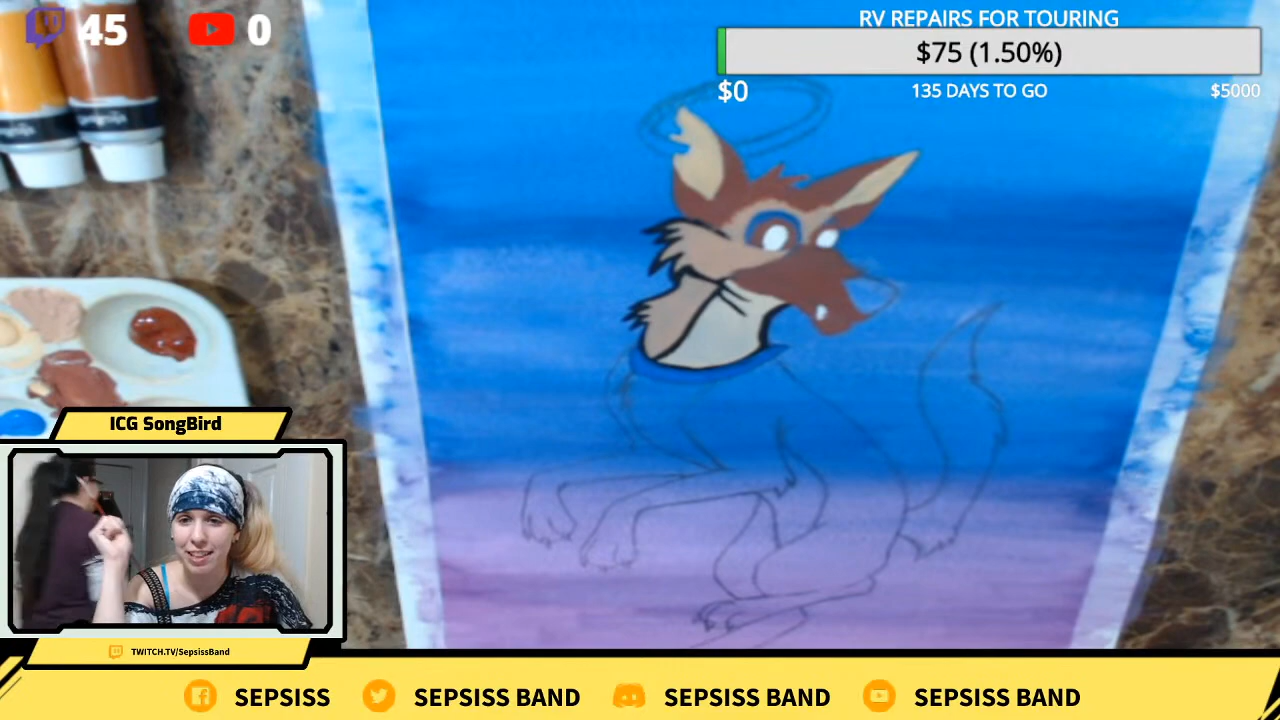 45
0
RV REPAIRS FOR TOURING
$75 (1.50%)
$0
135 DAYS TO GO
$5000
ICG SongBird
TWITCH.TV/SepsissBand
SEPSISS
SEPSISS BAND
SEPSISS BAND
SEPSISS BAND